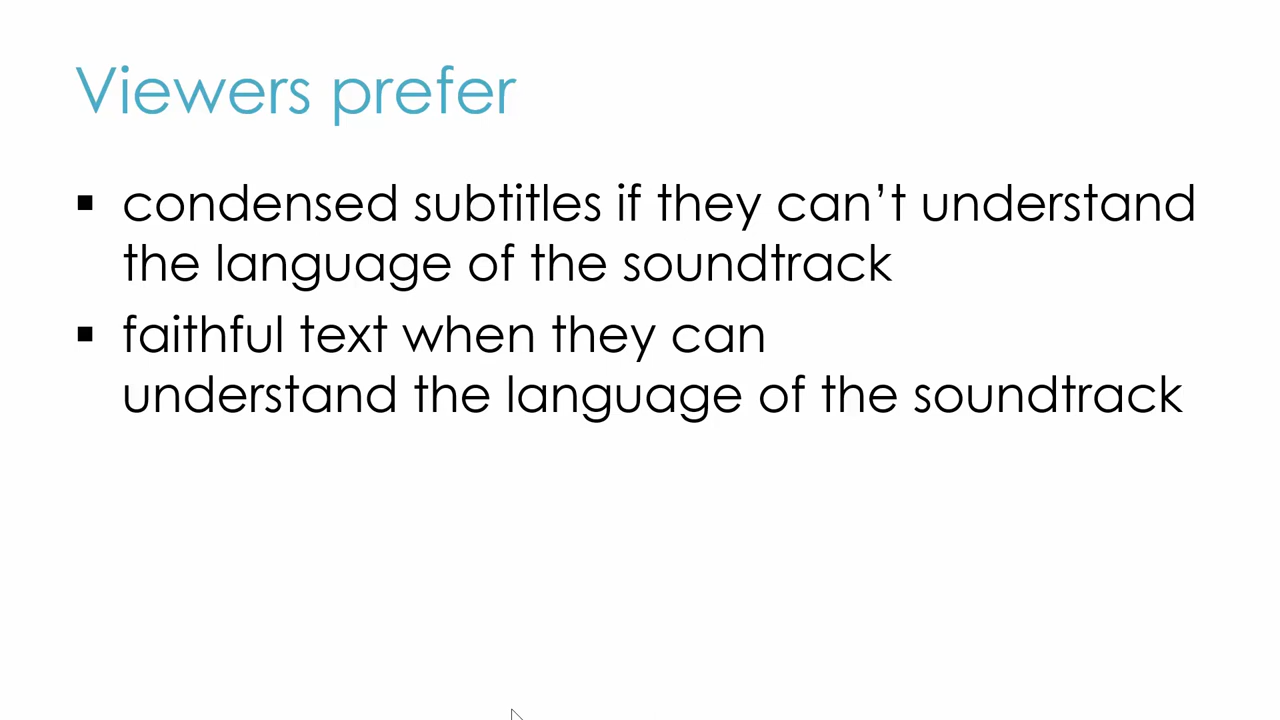 Viewers prefer
▪ condensed subtitles if they can’t understand
the language of the soundtrack
▪ faithful text when they can
understand the language of the soundtrack